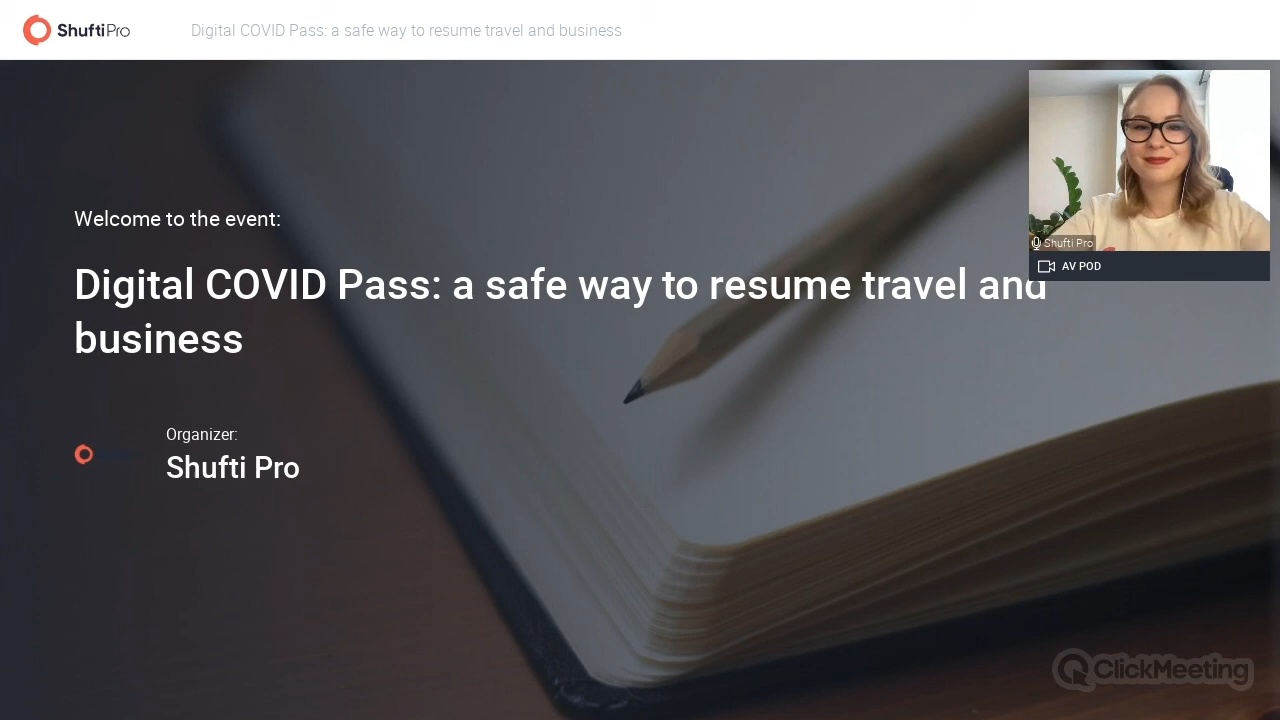 ShuftiPro
Digital COVID Pass: a safe way to resume travel and business
Welcome to the event:
Digital COVID Pass: a safe way to resume travel and
business
Organizer:
Shufti Pro
Shufti Pro
AV POD
ClickMeeting